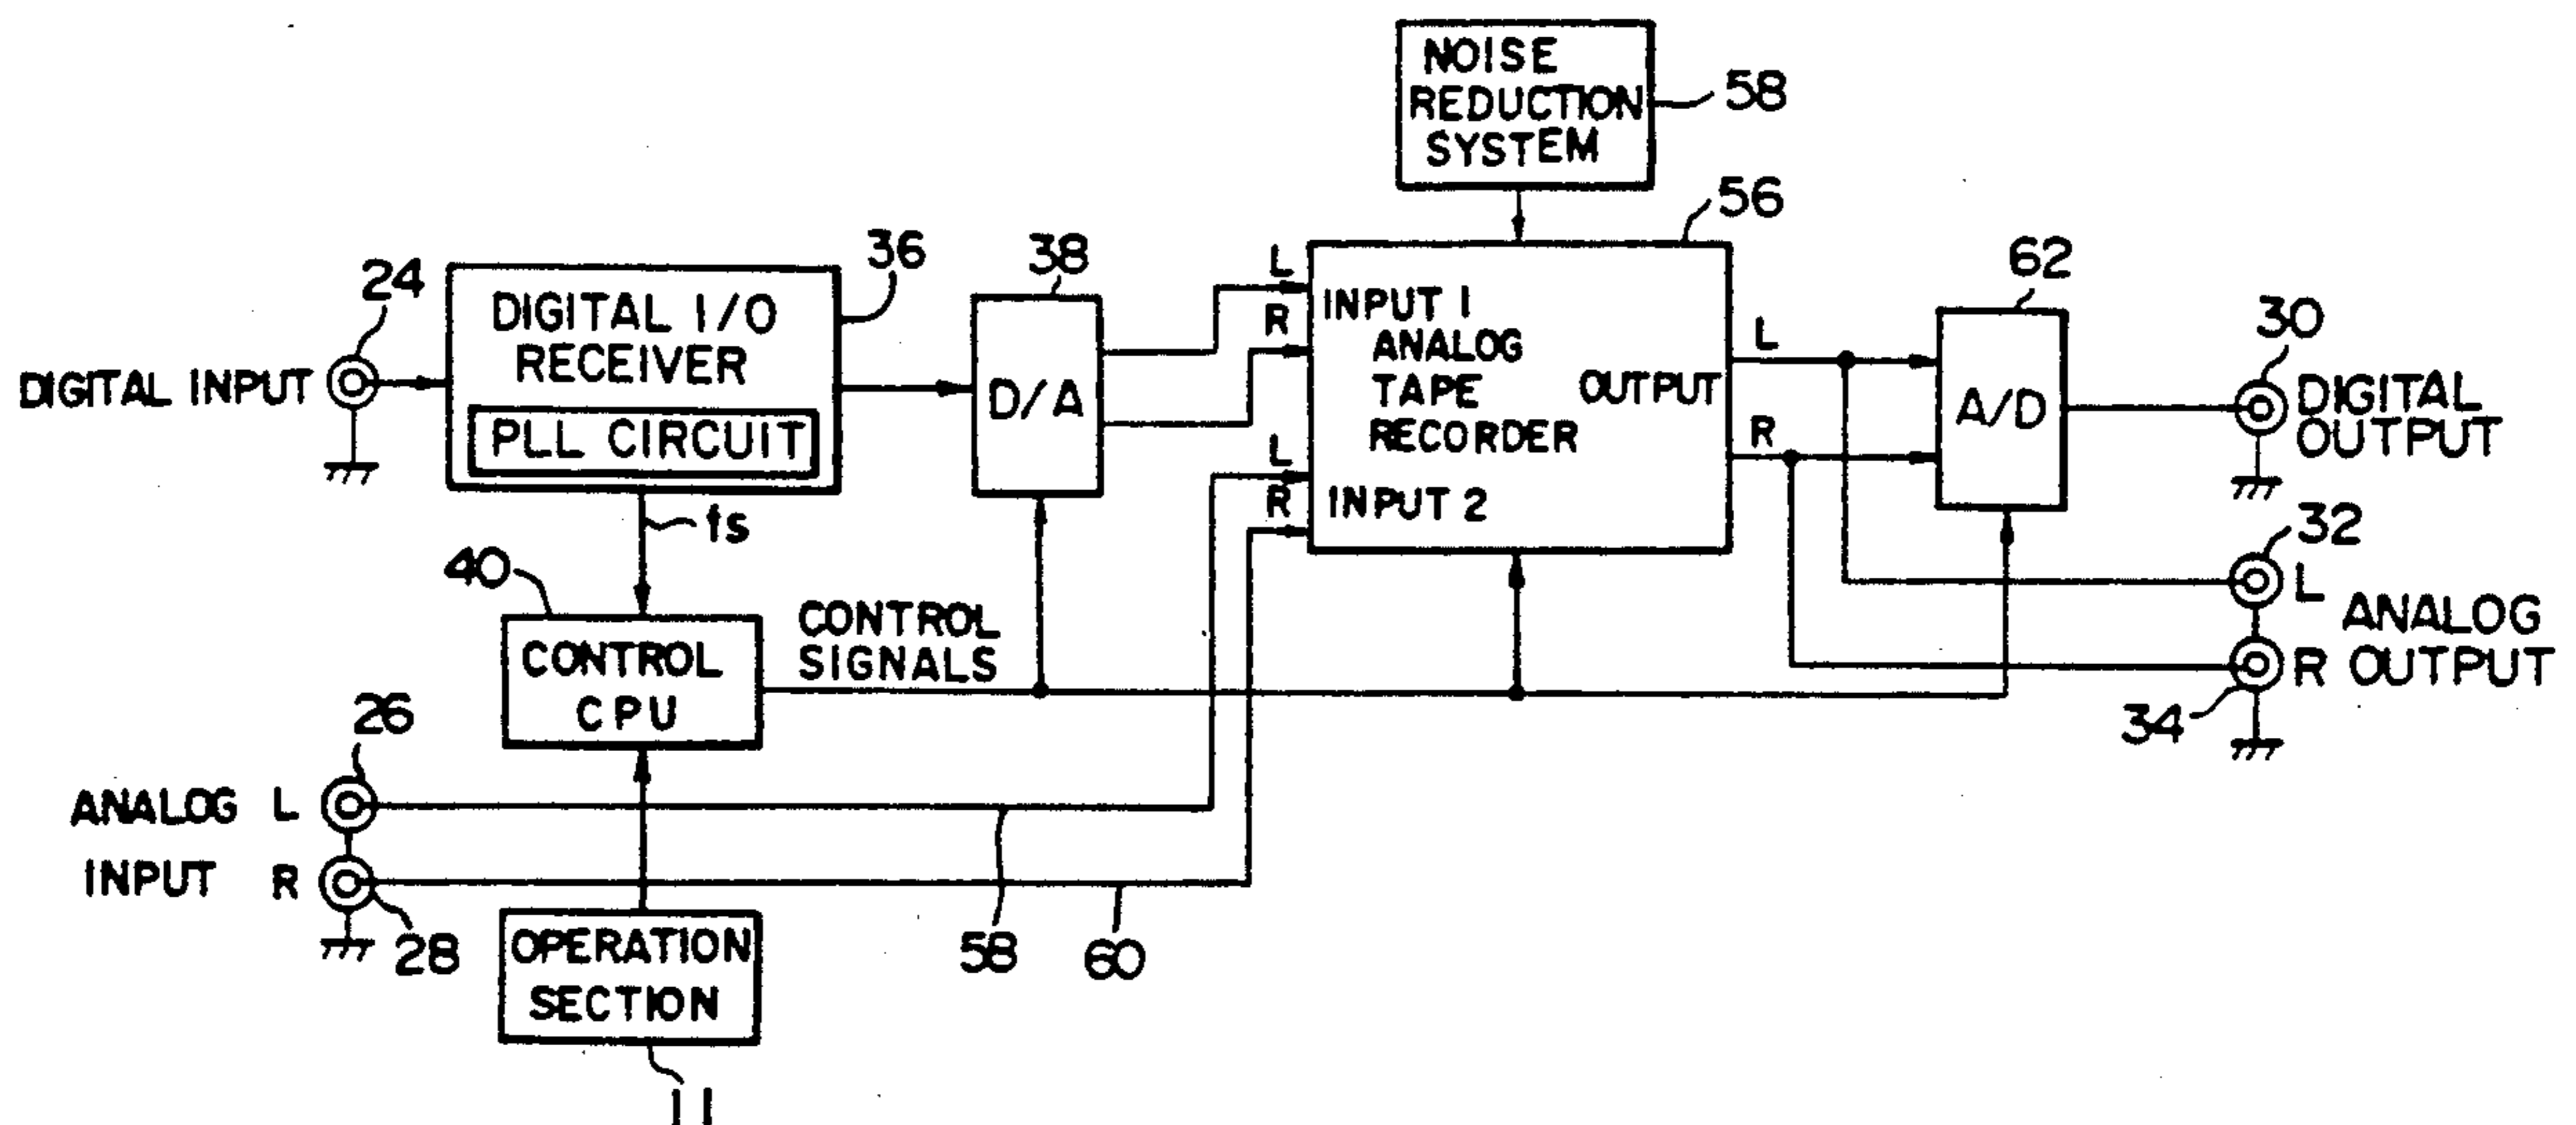 NOISE
REDUCTION
SYSTEM
58
56
DIGITAL INPUT
24
DIGITAL I/O
RECEIVER
PLL CIRCUIT
36
fs
38
D/A
L
R
L
R
INPUT 1
ANALOG
TAPE
RECORDER
INPUT 2
OUTPUT
L
R
62
A/D
30
DIGITAL
OUTPUT
32
L
ANALOG
R OUTPUT
34
40
CONTROL
CPU
CONTROL
SIGNALS
26
ANALOG L
INPUT R
28
OPERATION
SECTION
11
58
60